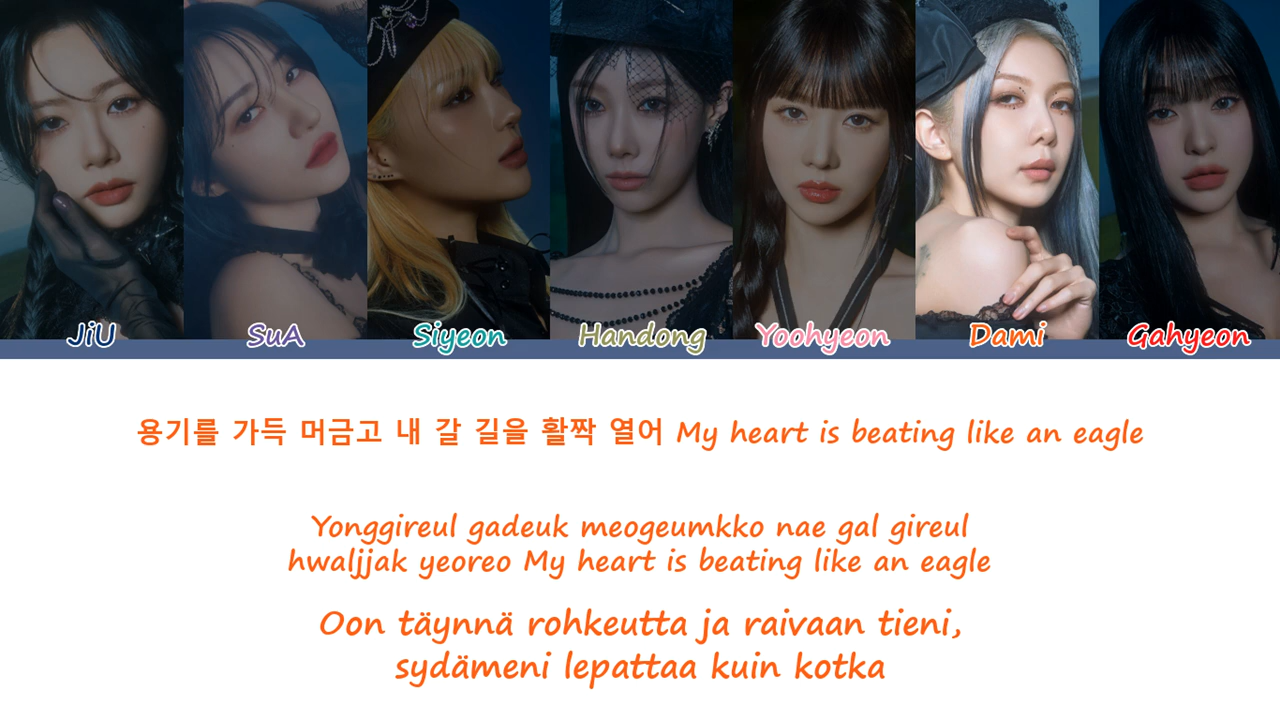 JiU SuA Siyeon Handong Yoohyeon Dami Gahyeon
용기를 가득 머금고 내 갈 길을 활짝 열어 My heart is beating like an eagle
Yonggireul gadeuk meogeumkko nae gal gireul
hwaljjak yeoreo My heart is beating like an eagle
Oon täynnä rohkeutta ja raivaan tieni,
sydämeni lepattaa kuin kotka